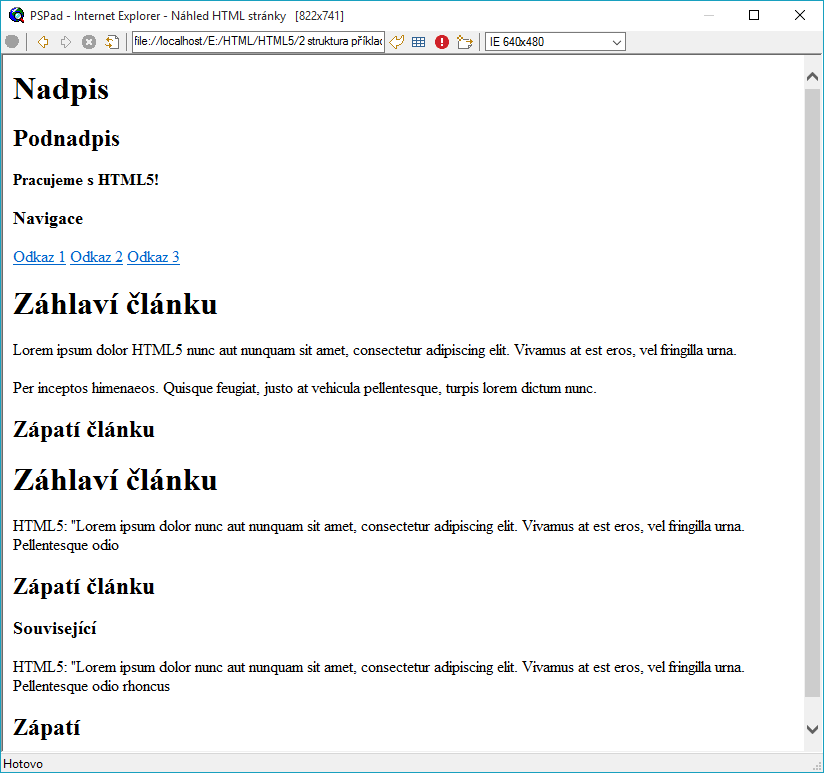 PSPad - Internet Explorer - Náhled HTML stránky [822x741]
file://localhost/E:/HTML/HTML5/2 struktura příklad
IE 640x480
Nadpis
Podnadpis
Pracujeme s HTML5!
Navigace
Odkaz 1 Odkaz 2 Odkaz 3
Záhlaví článku
Lorem ipsum dolor HTML5 nunc aut nunquam sit amet, consectetur adipiscing elit. Vivamus at est eros, vel fringilla urna.
Per inceptos himenaeos. Quisque feugiat, justo at vehicula pellentesque, turpis lorem dictum nunc.
Zápatí článku
Záhlaví článku
HTML5: "Lorem ipsum dolor nunc aut nunquam sit amet, consectetur adipiscing elit. Vivamus at est eros, vel fringilla urna.
Pellentesque odio
Zápatí článku
Související
HTML5: "Lorem ipsum dolor nunc aut nunquam sit amet, consectetur adipiscing elit. Vivamus at est eros, vel fringilla urna.
Pellentesque odio rhoncus
Zápatí
Hotovo